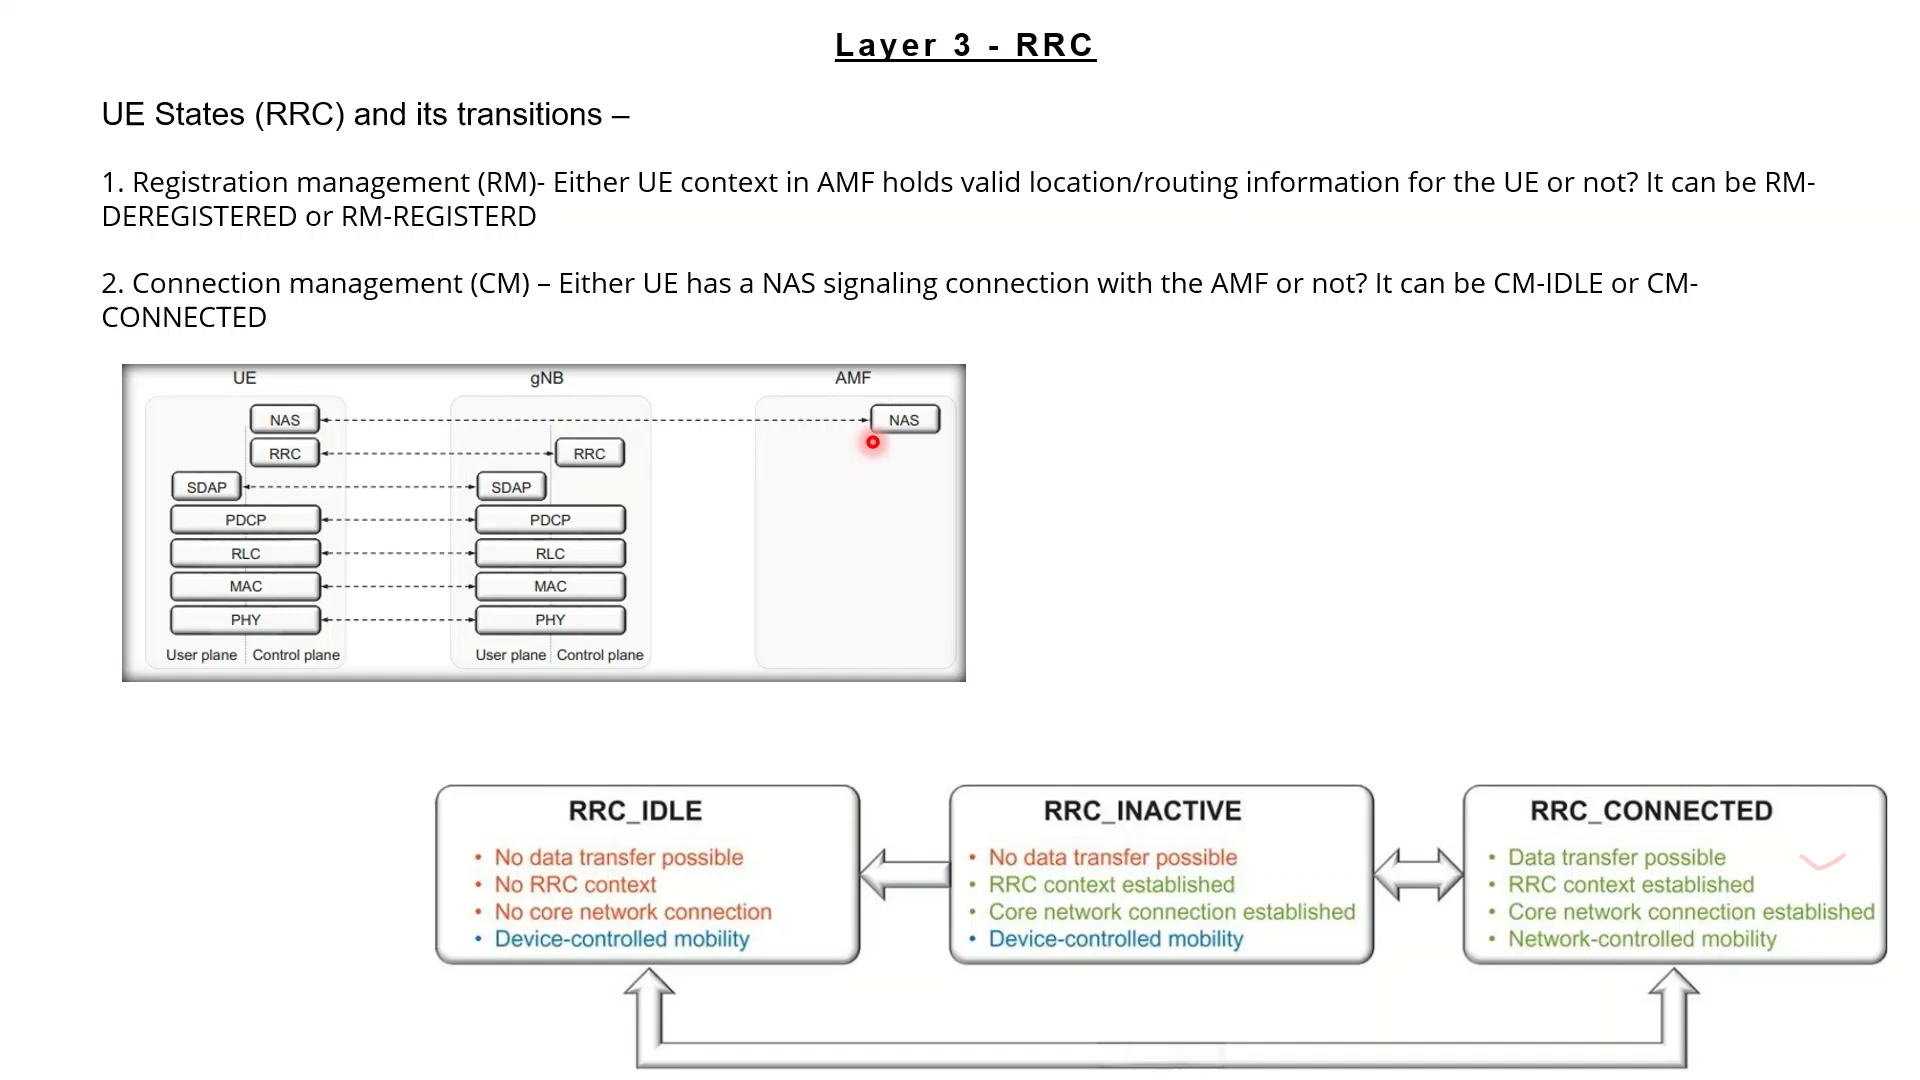 Layer 3 - RRC
UE States (RRC) and its transitions –
1. Registration management (RM)- Either UE context in AMF holds valid location/routing information for the UE or not? It can be RM-
DEREGISTERED or RM-REGISTERD
2. Connection management (CM) – Either UE has a NAS signaling connection with the AMF or not? It can be CM-IDLE or CM-
CONNECTED
UE gNB AMF
NAS NAS
RRC RRC
SDAP SDAP
PDCP PDCP
RLC RLC
MAC MAC
PHY PHY
User plane Control plane User plane Control plane
RRC_IDLE
• No data transfer possible
• No RRC context
• No core network connection
• Device-controlled mobility
RRC_INACTIVE
• No data transfer possible
• RRC context established
• Core network connection established
• Device-controlled mobility
RRC_CONNECTED
• Data transfer possible
• RRC context established
• Core network connection established
• Network-controlled mobility